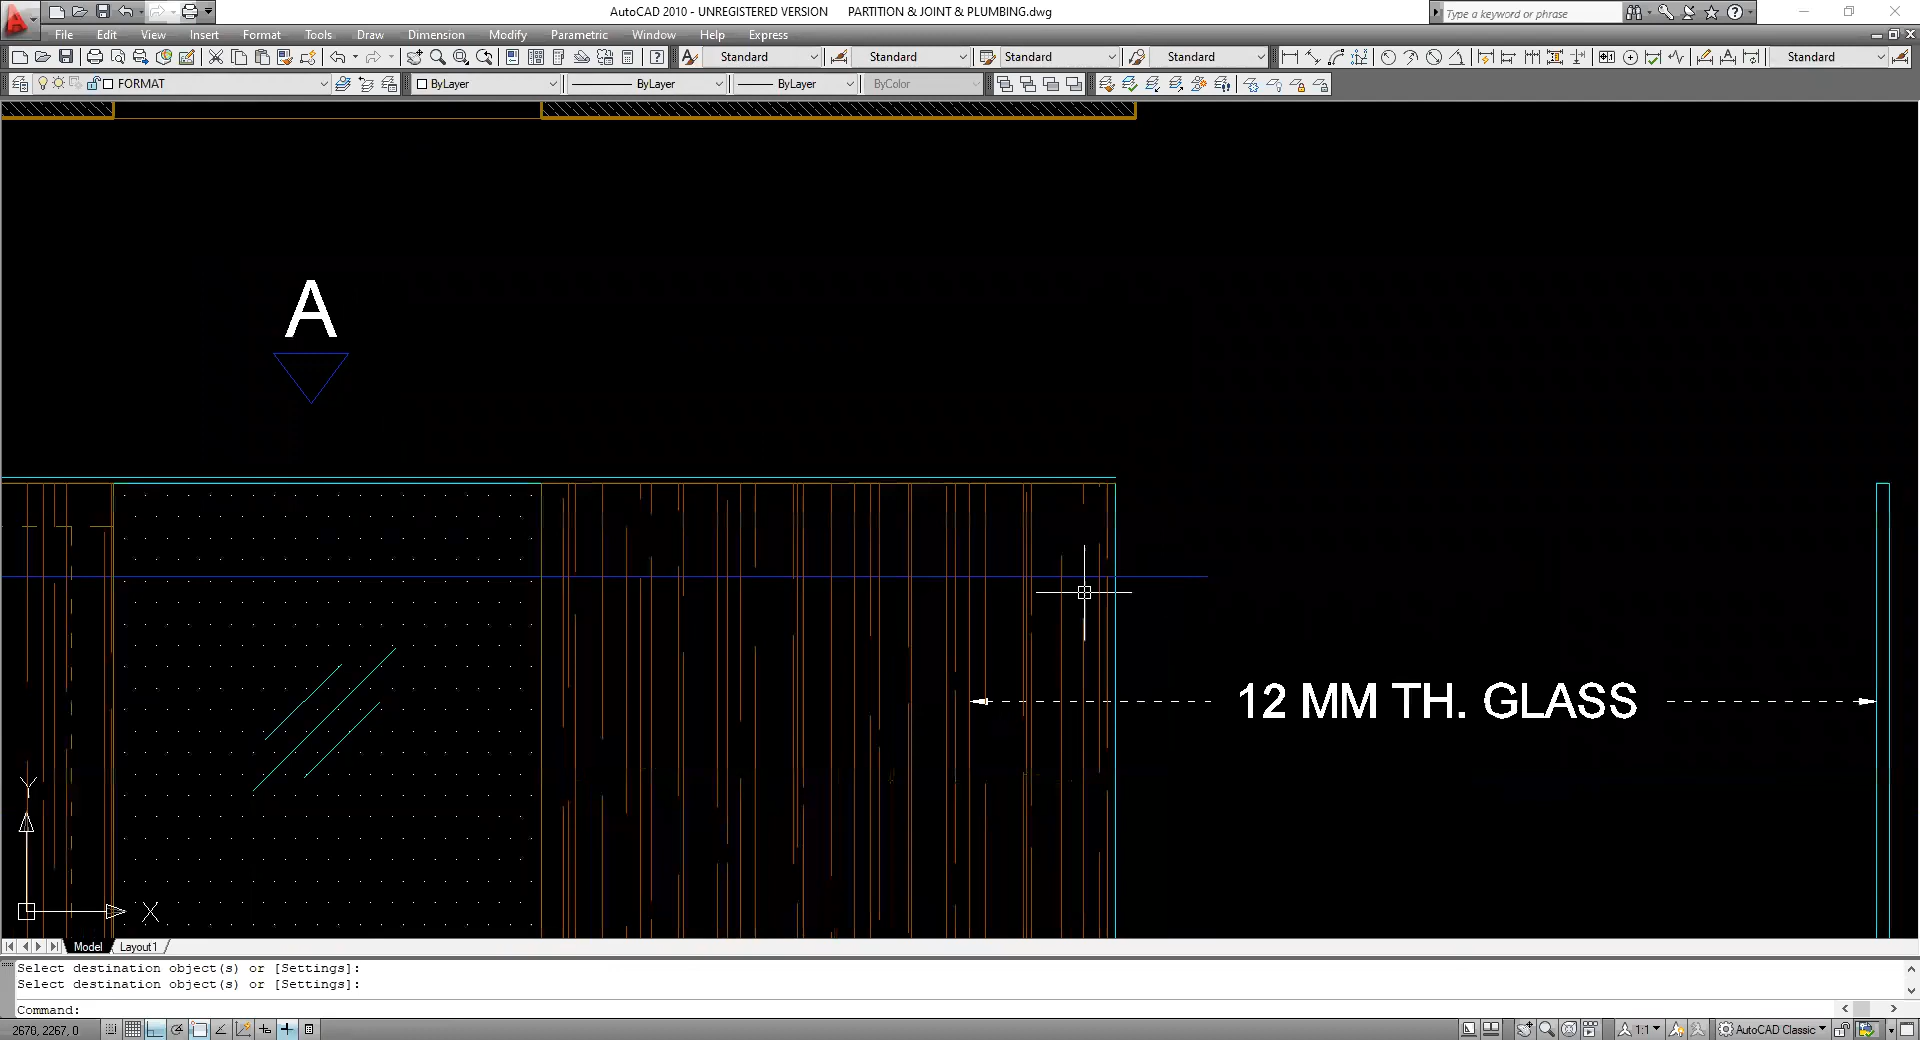 AutoCAD 2010 - UNREGISTERED VERSION PARTITION & JOINT & PLUMBING.dwg
Type a keyword or phrase
File Edit View Insert Format Tools Draw Dimension Modify Parametric Window Help Express
Standard Standard Standard Standard Standard
FORMAT ByLayer ByLayer ByLayer ByColor
A
12 MM TH. GLASS
Y
X
Model Layout1
Select destination object(s) or [Settings]:
Select destination object(s) or [Settings]:
Command:
2678, 2267, 0 1:1 AutoCAD Classic